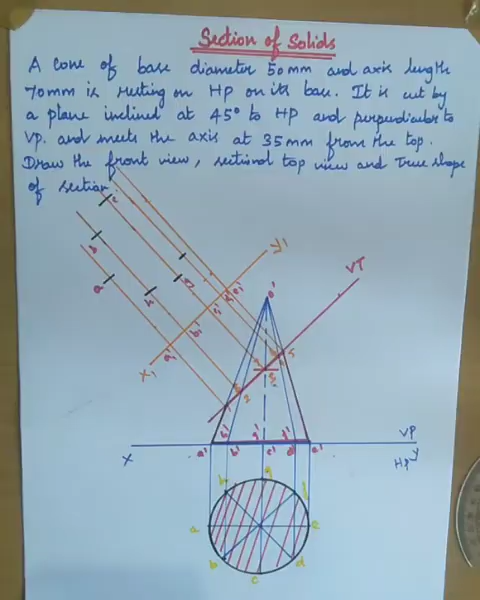 Section of Solids
A Cone of base diameter 50mm and axis length
70mm is resting on HP on its base. It is cut by
a plane inclined at 45° to HP and perpendicular to
VP. and meets the axis at 35mm from the top.
Draw the front view, sectional top view and True shape
of section
Y1
VT
o'
X1
a'
b'
VP
X
a'
b'
c'
d'
e'
HP
Y
g
a
e
b
d
c